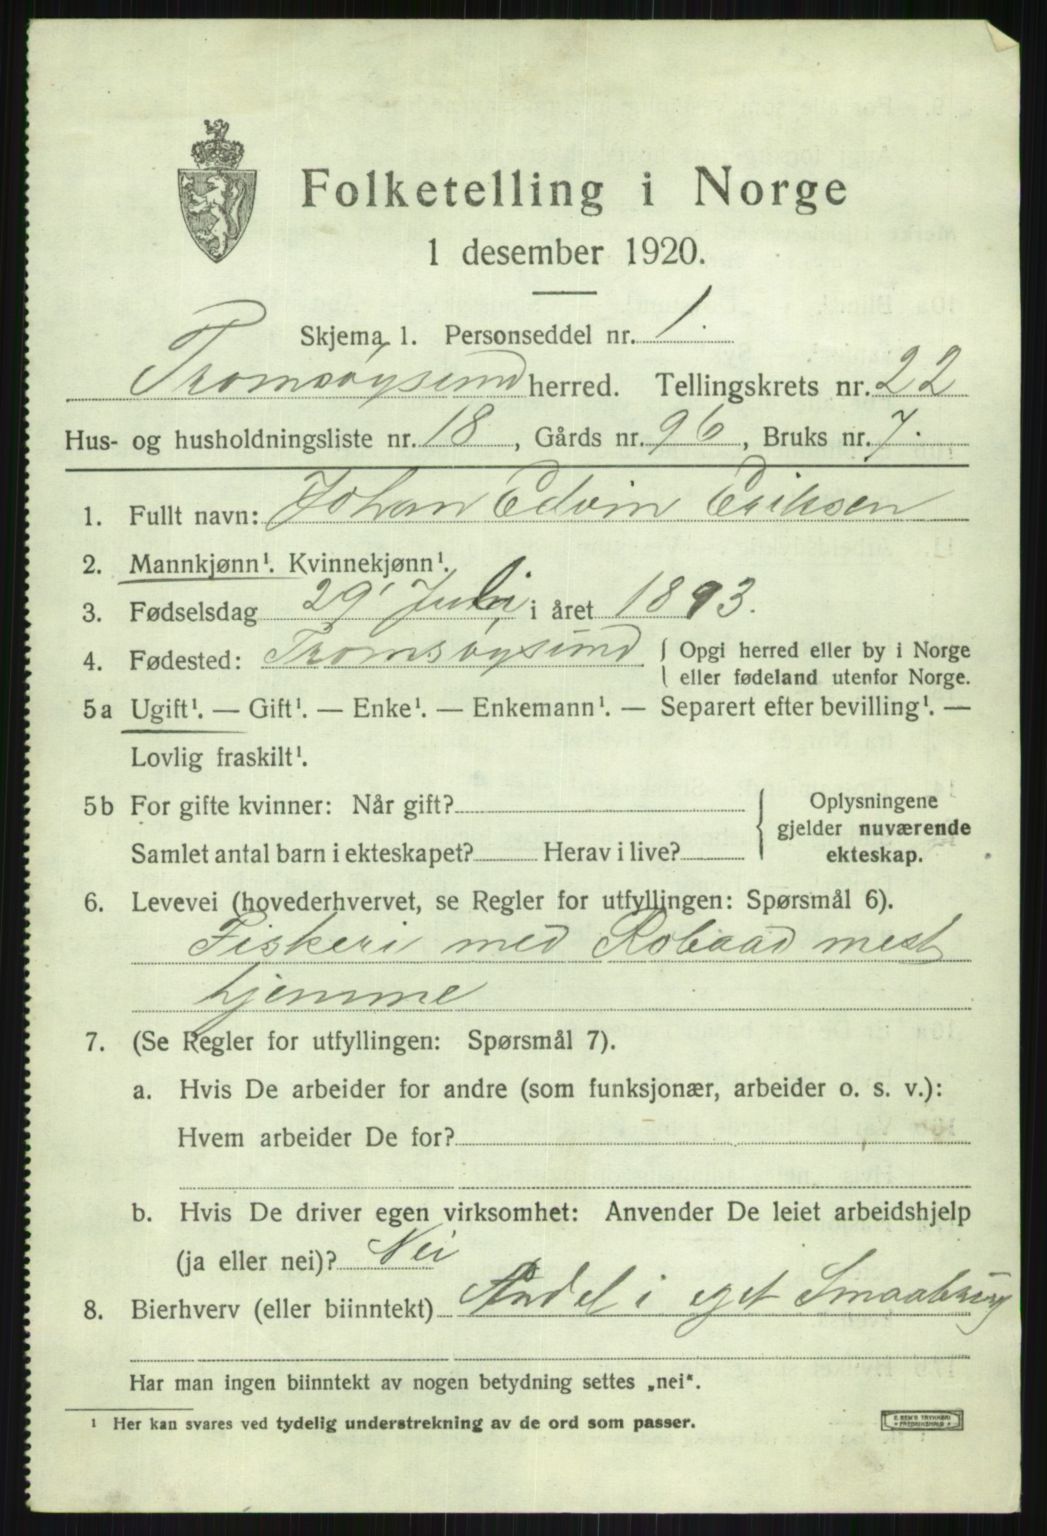 Folketelling i Norge
1 desember 1920.
Skjema 1. Personseddel nr. 1.
Tromsøysund herred. Tellingskrets nr. 22
Hus- og husholdningsliste nr. 18, Gårds nr. 96, Bruks nr. 7.
1. Fullt navn: Johan Edvin Eriksen
2. Mannkjønn¹. Kvinnekjønn¹.
3. Fødselsdag 29' Juli, i året 1893.
4. Fødested: Tromsøysund { Opgi herred eller by i Norge
eller fødeland utenfor Norge.
5a Ugift¹. — Gift¹. — Enke¹. — Enkemann¹. — Separert efter bevilling¹. —
Lovlig fraskilt¹.
5b For gifte kvinner: Når gift?
Samlet antal barn i ekteskapet? Herav i live?
Oplysningene
gjelder nuværende
ekteskap.
6. Levevei (hovederhvervet, se Regler for utfyllingen: Spørsmål 6).
Fiskeri med Robaad mest
hjemme
7. (Se Regler for utfyllingen: Spørsmål 7).
a. Hvis De arbeider for andre (som funksjonær, arbeider o. s. v.):
Hvem arbeider De for?
b. Hvis De driver egen virksomhet: Anvender De leiet arbeidshjelp
(ja eller nei)? Nei
8. Bierhverv (eller biinntekt) Andel i eget Smaabrug
Har man ingen biinntekt av nogen betydning settes „nei".
¹ Her kan svares ved tydelig understrekning av de ord som passer.